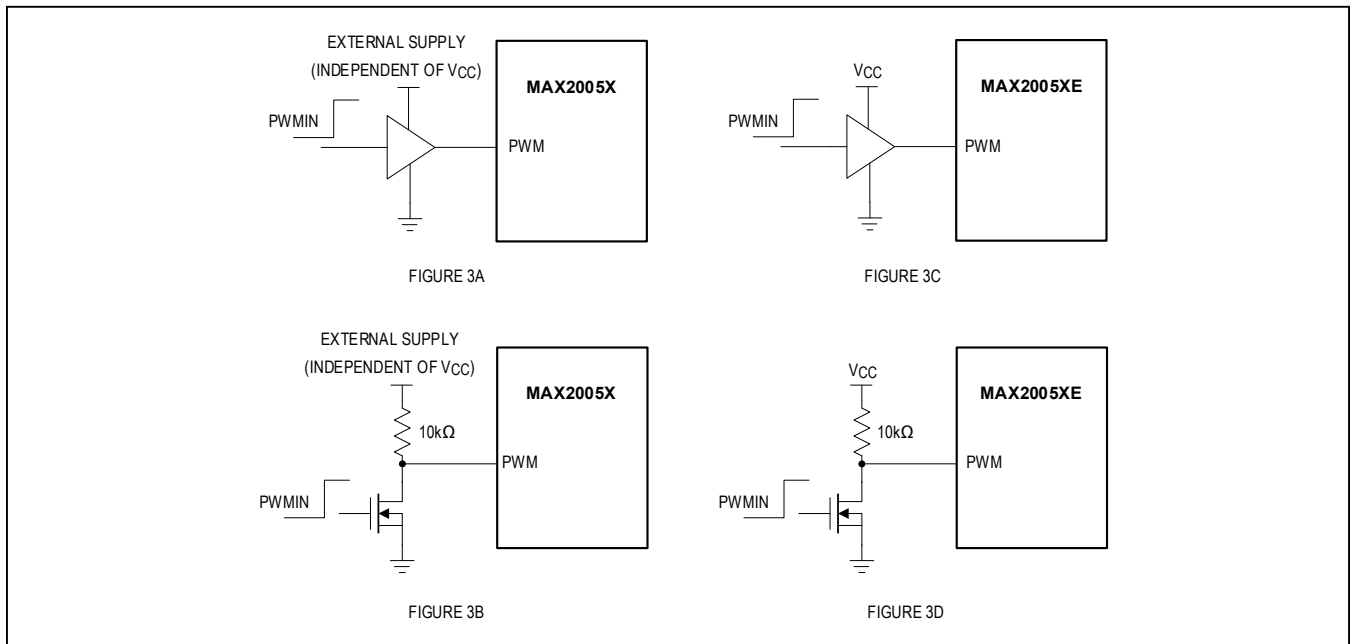 EXTERNAL SUPPLY
(INDEPENDENT OF VCC)
MAX2005X
PWMIN
PWM
FIGURE 3A
VCC
MAX2005XE
PWMIN
PWM
FIGURE 3C
EXTERNAL SUPPLY
(INDEPENDENT OF VCC)
MAX2005X
10kΩ
PWM
PWMIN
FIGURE 3B
VCC
MAX2005XE
10kΩ
PWM
PWMIN
FIGURE 3D